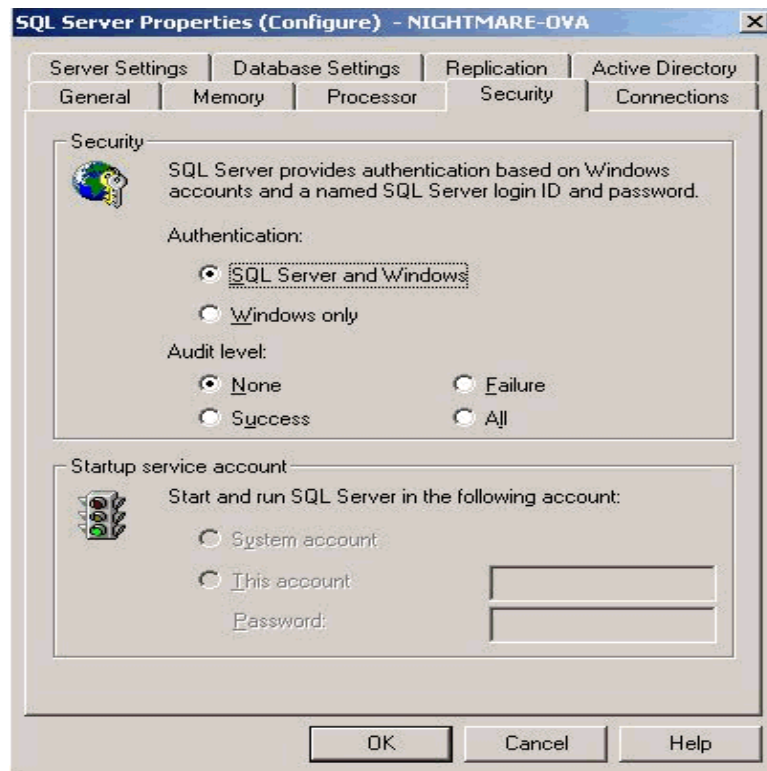 SQL Server Properties (Configure) - NIGHTMARE-OVA
Server Settings Database Settings Replication Active Directory
General Memory Processor Security Connections
Security
SQL Server provides authentication based on Windows
accounts and a named SQL Server login ID and password.
Authentication:
SQL Server and Windows
Windows only
Audit level:
None Failure
Success All
Startup service account
Start and run SQL Server in the following account:
System account
This account
Password:
OK Cancel Help